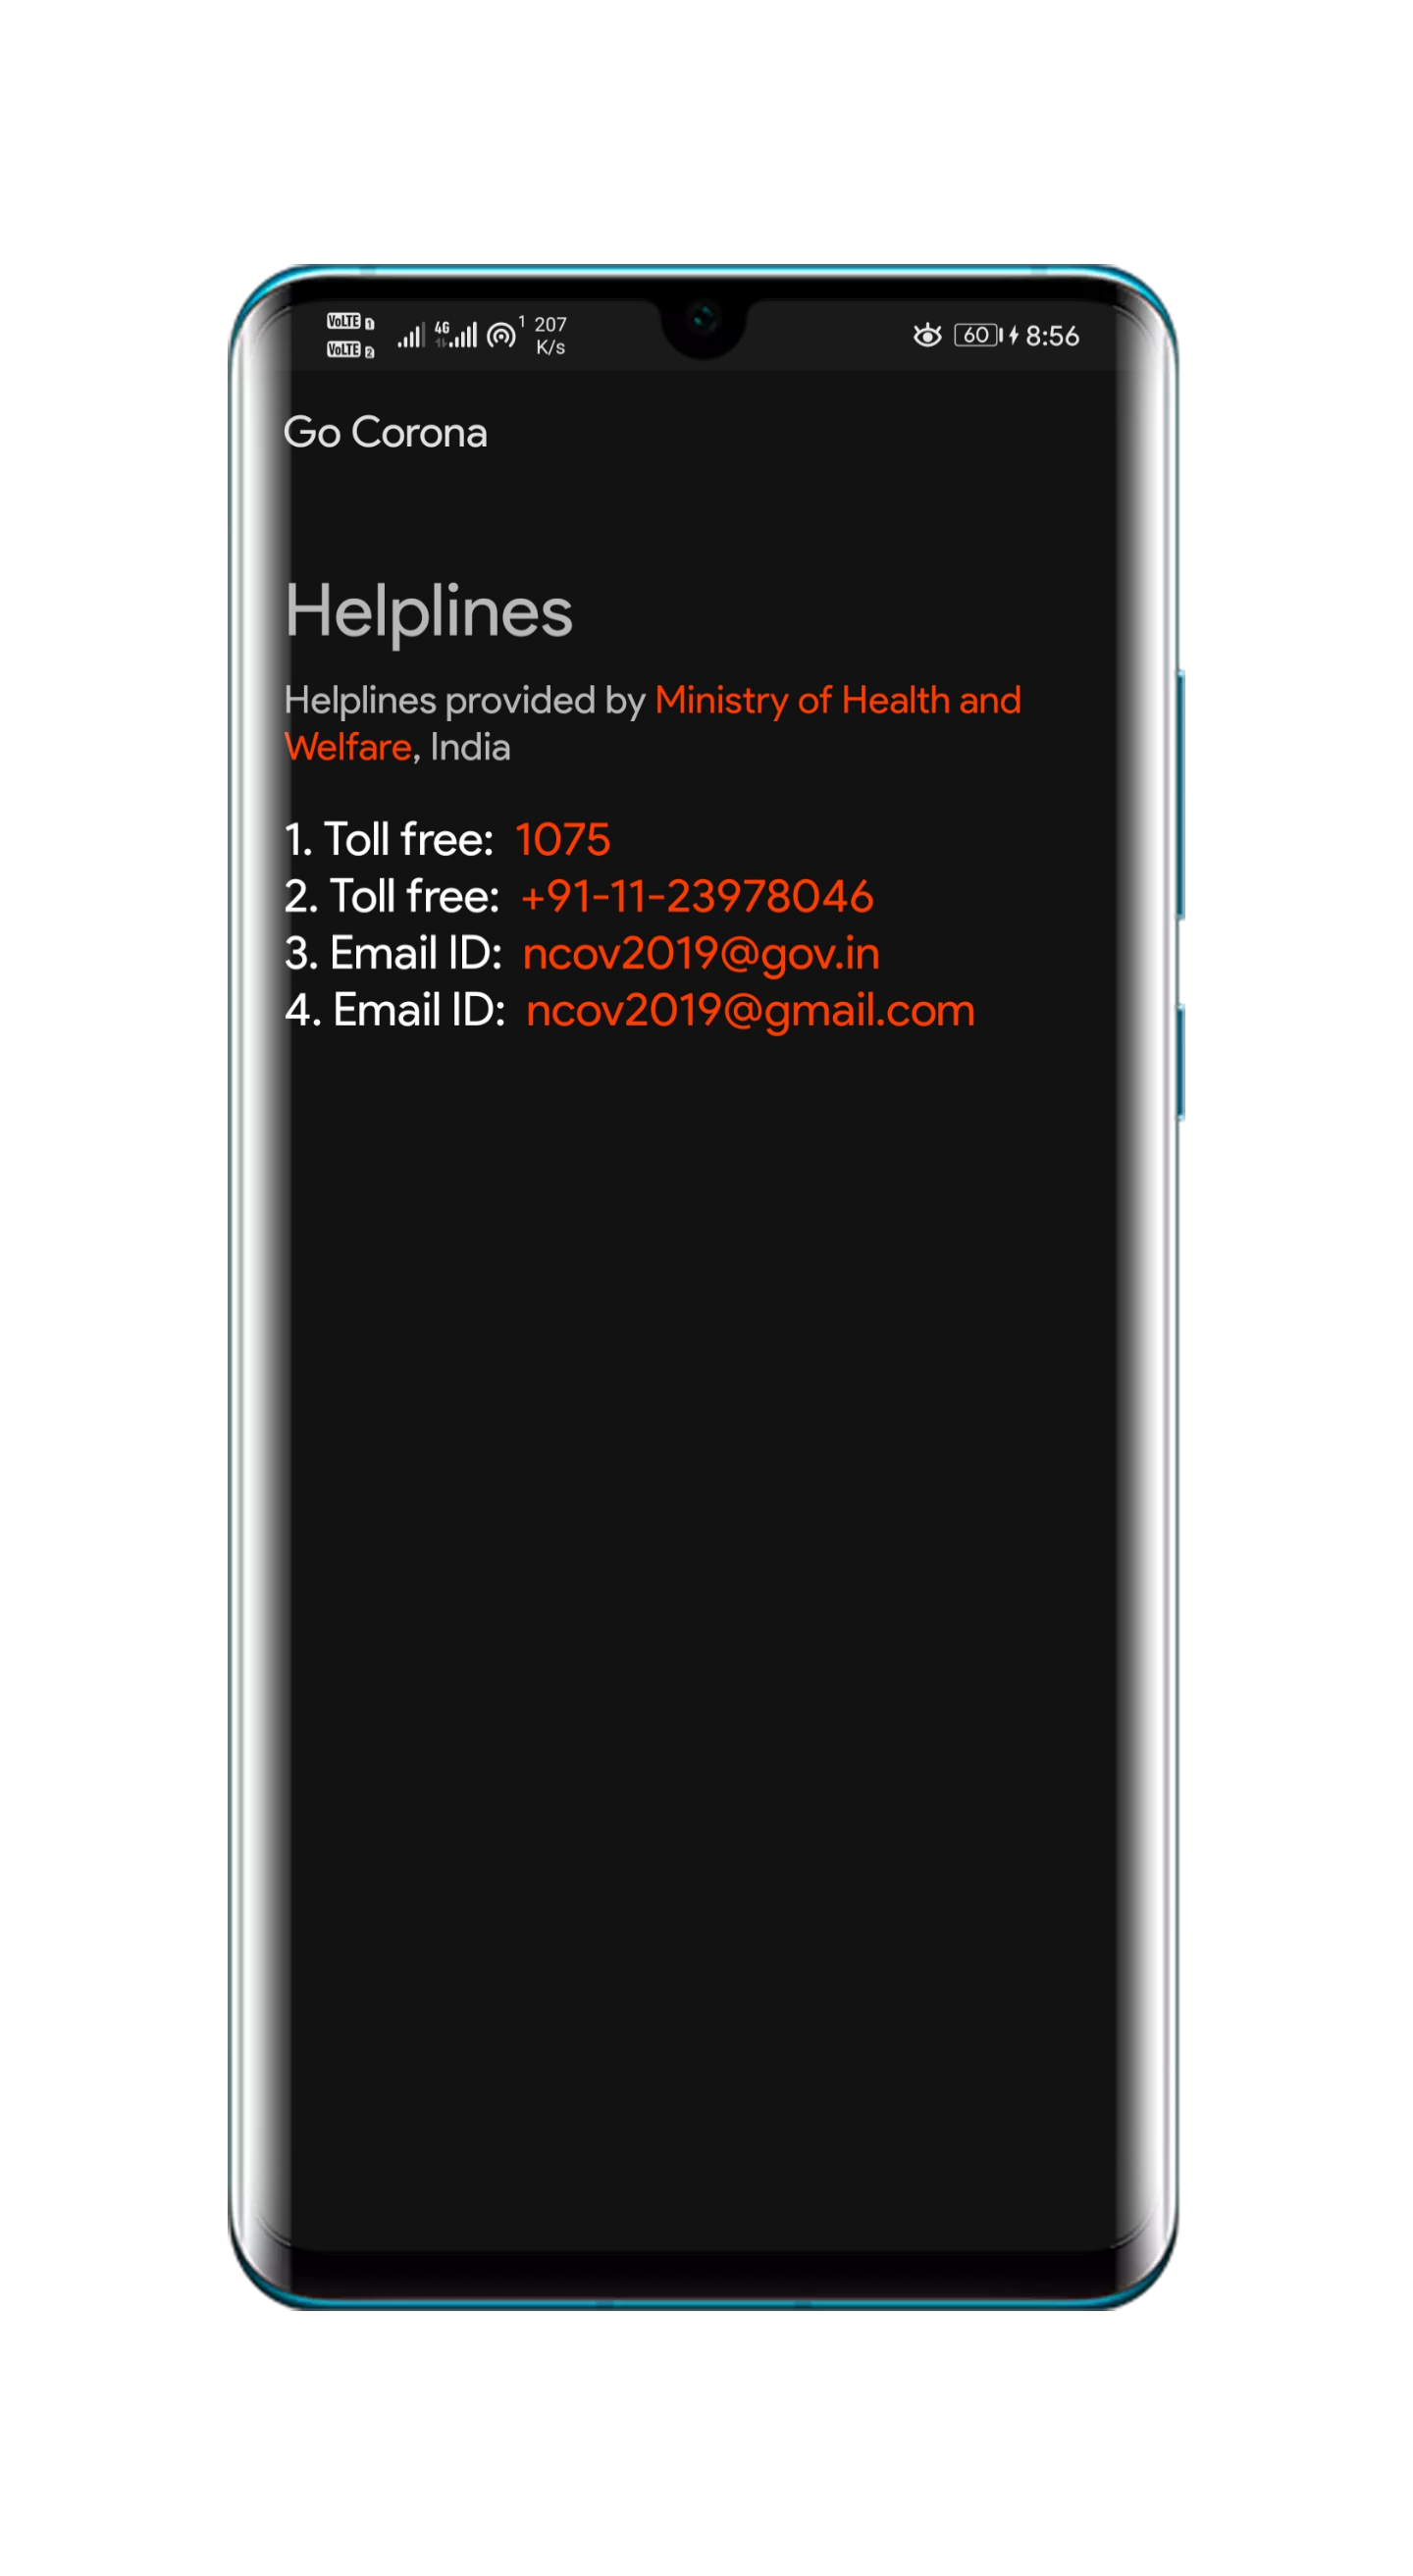 VoLTE 1
VoLTE 2
4G
1 207
K/s
60 8:56
Go Corona
Helplines
Helplines provided by Ministry of Health and
Welfare, India
1. Toll free: 1075
2. Toll free: +91-11-23978046
3. Email ID: ncov2019@gov.in
4. Email ID: ncov2019@gmail.com